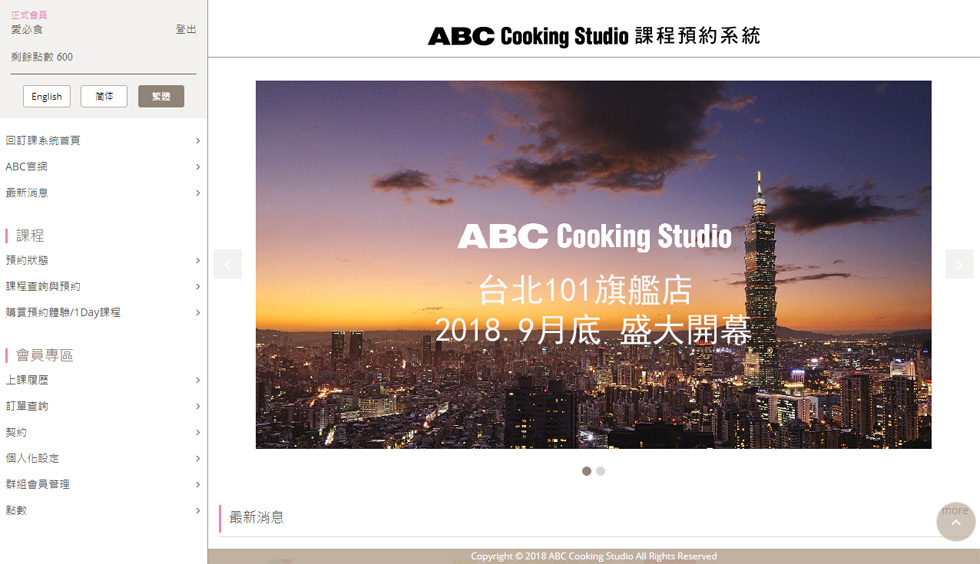 正式會員
愛必食
登出
剩餘點數 600
English
简体
繁體
回訂課系統首頁
ABC官網
最新消息
課程
預約狀態
課程查詢與預約
購買預約體驗/1Day課程
會員專區
上課履歷
訂單查詢
契約
個人化設定
群組會員管理
點數
ABC Cooking Studio 課程預約系統
ABC Cooking Studio
台北101旗艦店
2018.9月底 盛大開幕
最新消息
more
Copyright © 2018 ABC Cooking Studio All Rights Reserved